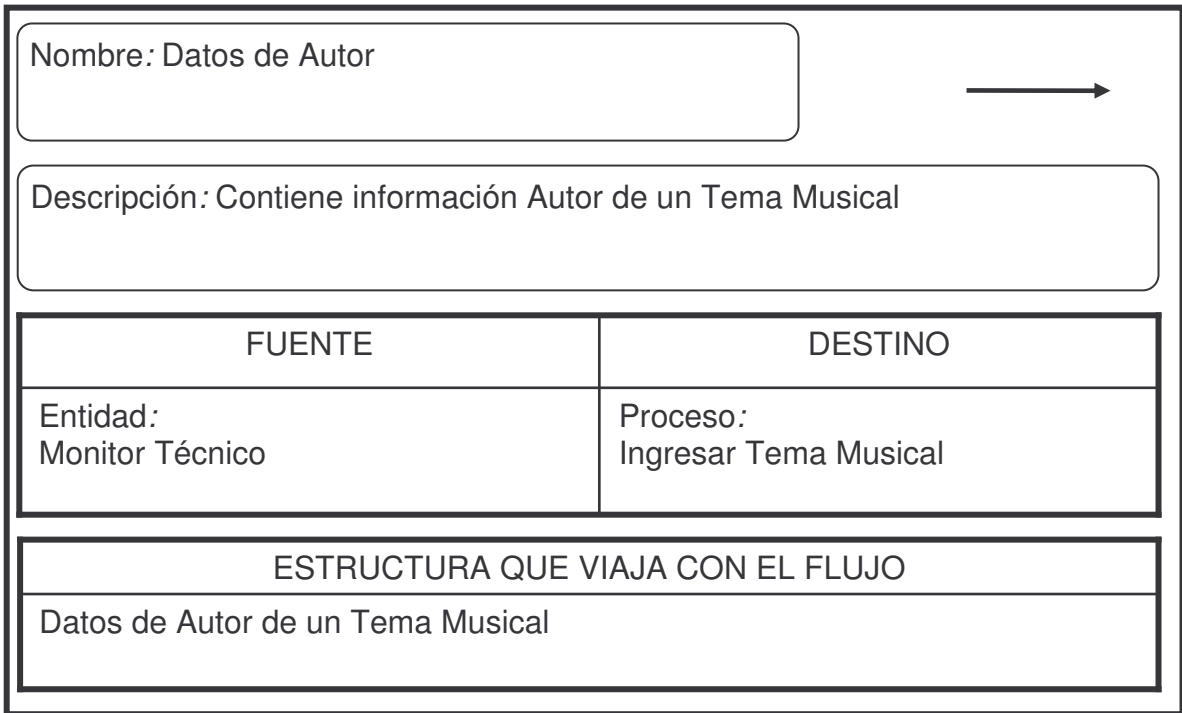 Nombre: Datos de Autor
Descripción: Contiene información Autor de un Tema Musical
FUENTE
DESTINO
Entidad:
Monitor Técnico
Proceso:
Ingresar Tema Musical
ESTRUCTURA QUE VIAJA CON EL FLUJO
Datos de Autor de un Tema Musical